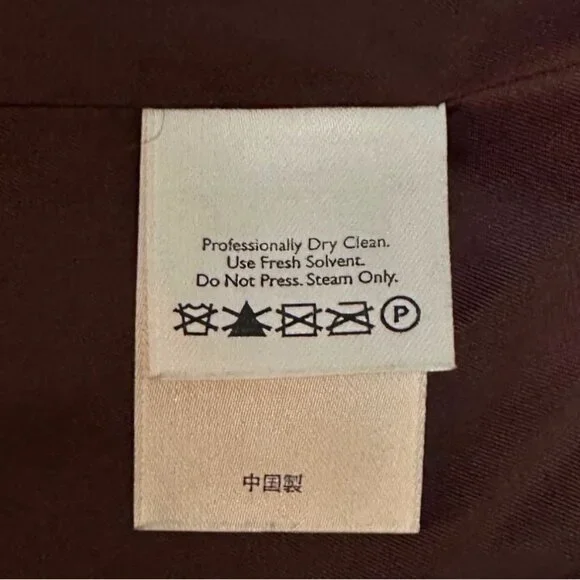 Professionally Dry Clean.
Use Fresh Solvent.
Do Not Press. Steam Only.
P
中国製